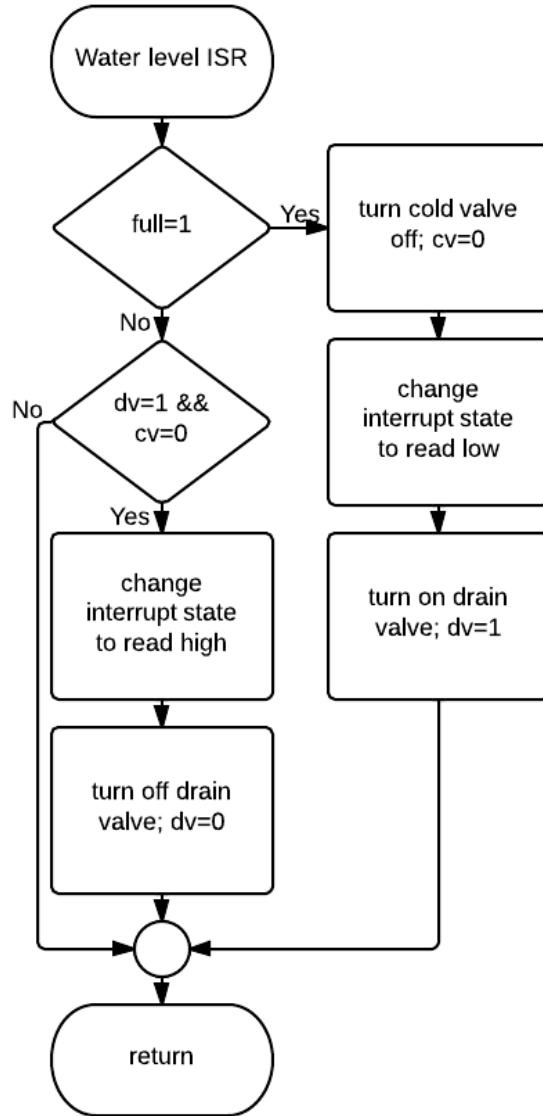 Water level ISR
full=1
Yes
turn cold valve
off; cv=0
No
change
interrupt state
to read low
No
dv=1 &&
cv=0
Yes
change
interrupt state
to read high
turn on drain
valve; dv=1
turn off drain
valve; dv=0
return